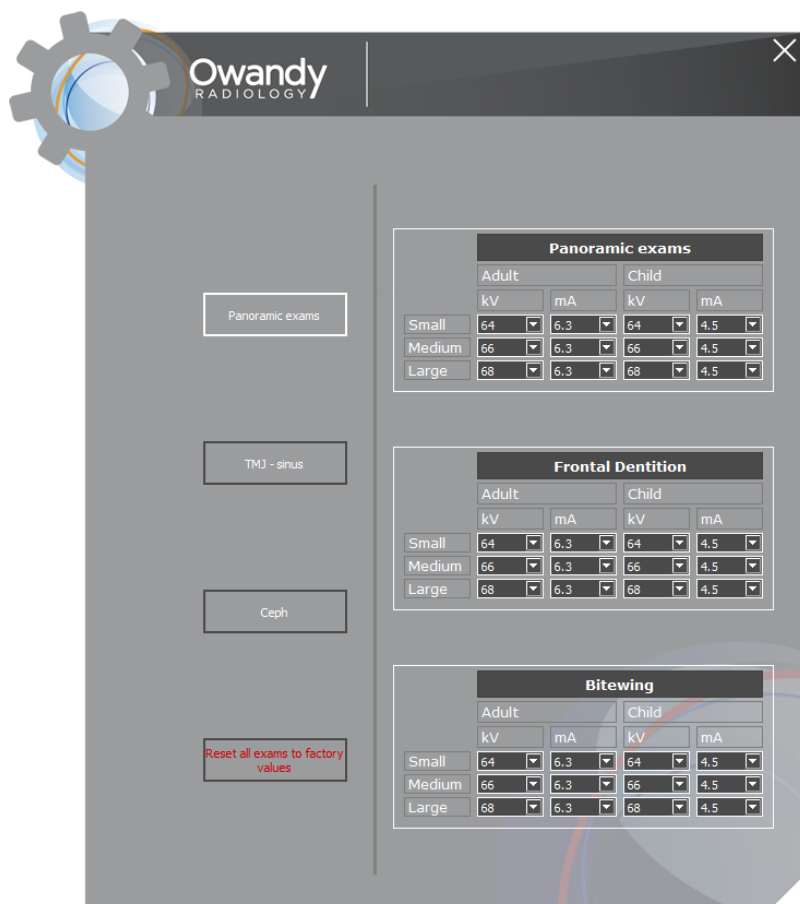 Owandy
RADIOLOGY
Panoramic exams
TMJ - sinus
Ceph
Reset all exams to factory
values
Panoramic exams
Adult Child
kV mA kV mA
Small 64 6.3 64 4.5
Medium 66 6.3 66 4.5
Large 68 6.3 68 4.5
Frontal Dentition
Adult Child
kV mA kV mA
Small 64 6.3 64 4.5
Medium 66 6.3 66 4.5
Large 68 6.3 68 4.5
Bitewing
Adult Child
kV mA kV mA
Small 64 6.3 64 4.5
Medium 66 6.3 66 4.5
Large 68 6.3 68 4.5